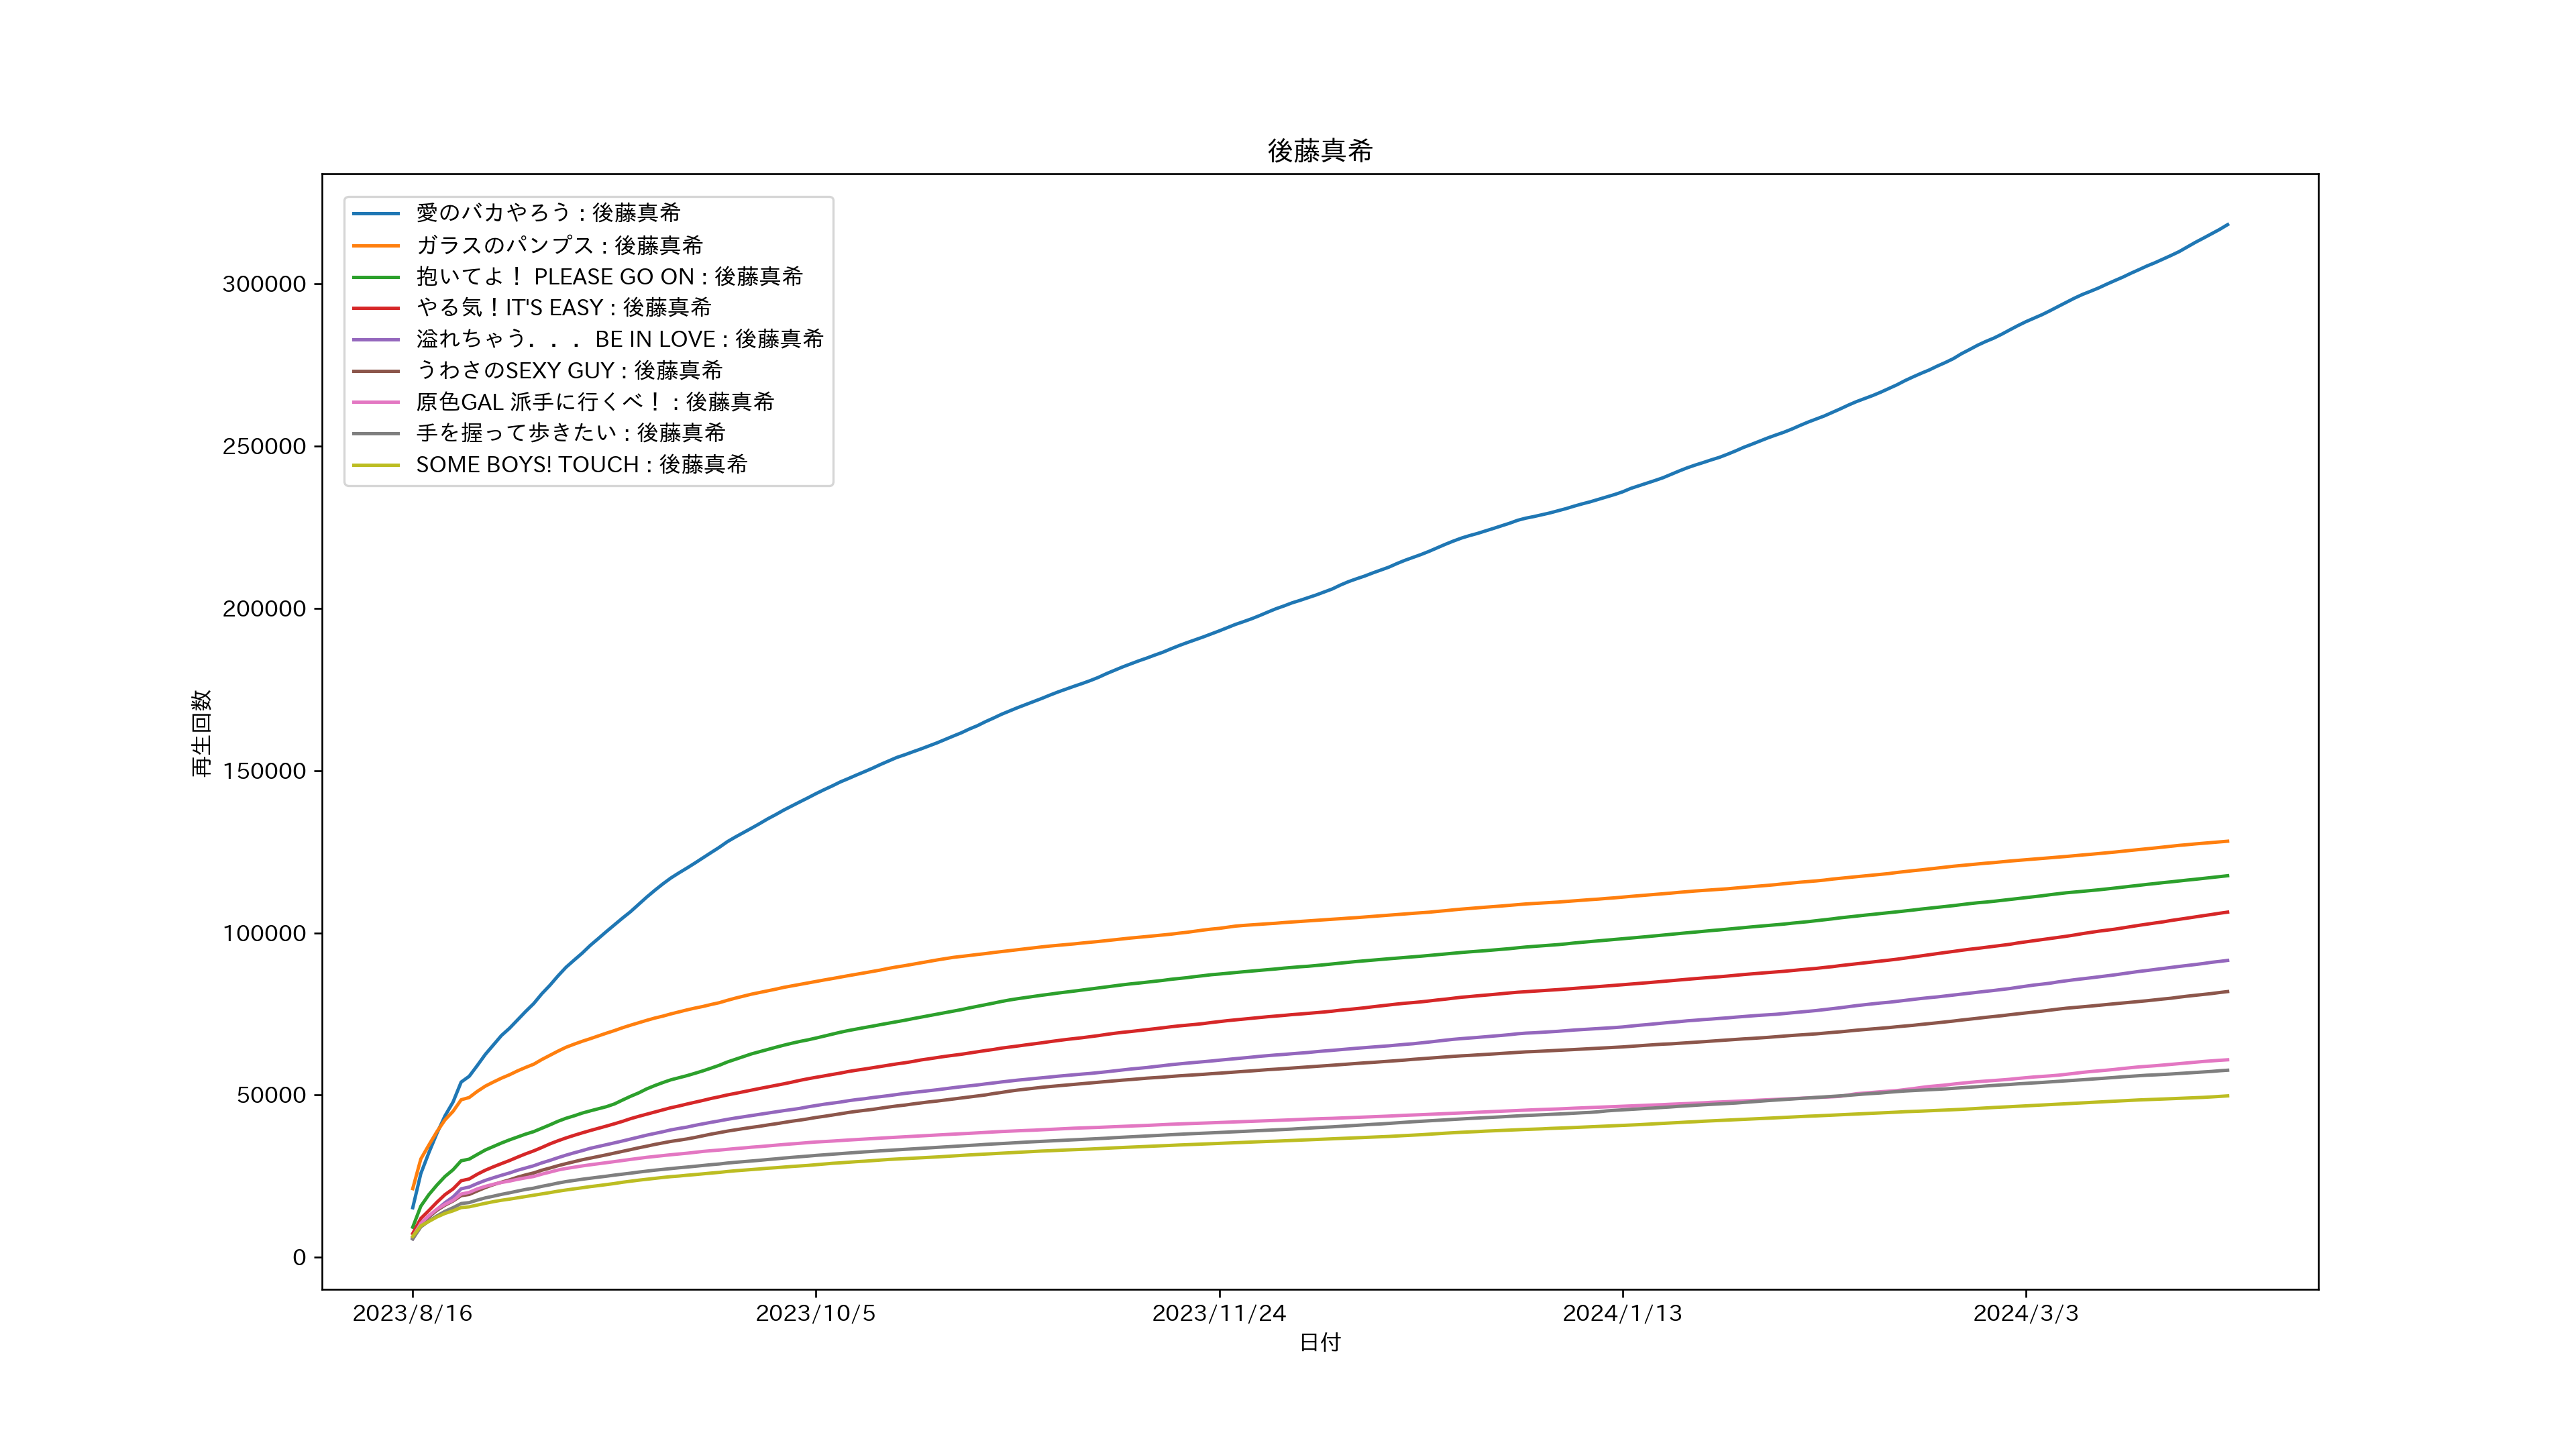 後藤真希
愛のバカやろう : 後藤真希
ガラスのパンプス : 後藤真希
抱いてよ！ PLEASE GO ON : 後藤真希
やる気！IT'S EASY : 後藤真希
溢れちゃう．．． BE IN LOVE : 後藤真希
うわさのSEXY GUY : 後藤真希
原色GAL 派手に行くべ！ : 後藤真希
手を握って歩きたい : 後藤真希
SOME BOYS! TOUCH : 後藤真希
再生回数
300000
250000
200000
150000
100000
50000
0
2023/8/16
2023/10/5
2023/11/24
2024/1/13
2024/3/3
日付